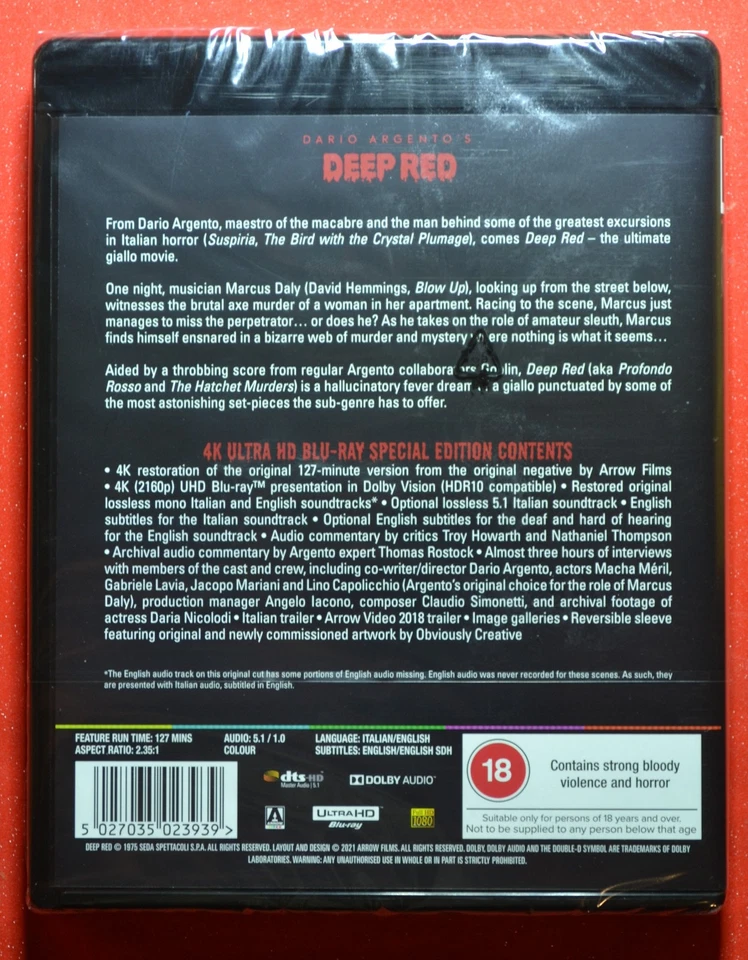 DARIO ARGENTO'S
DEEP RED
From Dario Argento, maestro of the macabre and the man behind some of the greatest excursions
in Italian horror (Suspiria, The Bird with the Crystal Plumage), comes Deep Red – the ultimate
giallo movie.
One night, musician Marcus Daly (David Hemmings, Blow Up), looking up from the street below,
witnesses the brutal axe murder of a woman in her apartment. Racing to the scene, Marcus just
manages to miss the perpetrator… or does he? As he takes on the role of amateur sleuth, Marcus
finds himself ensnared in a bizarre web of murder and mystery where nothing is what it seems…
Aided by a throbbing score from regular Argento collaborators Goblin, Deep Red (aka Profondo
Rosso and The Hatchet Murders) is a hallucinatory fever dream a giallo punctuated by some of
the most astonishing set-pieces the sub-genre has to offer.
4K ULTRA HD BLU-RAY SPECIAL EDITION CONTENTS
• 4K restoration of the original 127-minute version from the original negative by Arrow Films
• 4K (2160p) UHD Blu-ray™ presentation in Dolby Vision (HDR10 compatible) • Restored original
lossless mono Italian and English soundtracks* • Optional lossless 5.1 Italian soundtrack • English
subtitles for the Italian soundtrack • Optional English subtitles for the deaf and hard of hearing
for the English soundtrack • Audio commentary by critics Troy Howarth and Nathaniel Thompson
• Archival audio commentary by Argento expert Thomas Rostock • Almost three hours of interviews
with members of the cast and crew, including co-writer/director Dario Argento, actors Macha Méril,
Gabriele Lavia, Jacopo Mariani and Lino Capolicchio (Argento's original choice for the role of Marcus
Daly), production manager Angelo Iacono, composer Claudio Simonetti, and archival footage of
actress Daria Nicolodi • Italian trailer • Arrow Video 2018 trailer • Image galleries • Reversible sleeve
featuring original and newly commissioned artwork by Obviously Creative
*The English audio track on this original cut has some portions of English audio missing. English audio was never recorded for these scenes. As such, they
are presented with Italian audio, subtitled in English.
FEATURE RUN TIME: 127 MINS AUDIO: 5.1 / 1.0 LANGUAGE: ITALIAN/ENGLISH
ASPECT RATIO: 2.35:1 COLOUR SUBTITLES: ENGLISH/ENGLISH SDH
18
Contains strong bloody
violence and horror
Suitable only for persons of 18 years and over.
Not to be supplied to any person below that age
dts-HD
Master Audio | 5.1
DOLBY AUDIO™
A
ULTRA HD
Blu-ray
FULL HD
1080
5 027035 023939 >
DEEP RED © 1975 SEDA SPETTACOLI S.P.A. ALL RIGHTS RESERVED. LAYOUT AND DESIGN © 2021 ARROW FILMS. ALL RIGHTS RESERVED. DOLBY, DOLBY AUDIO AND THE DOUBLE-D SYMBOL ARE TRADEMARKS OF DOLBY
LABORATORIES. WARNING: ANY UNAUTHORISED USE IN WHOLE OR IN PART IS STRICTLY PROHIBITED.